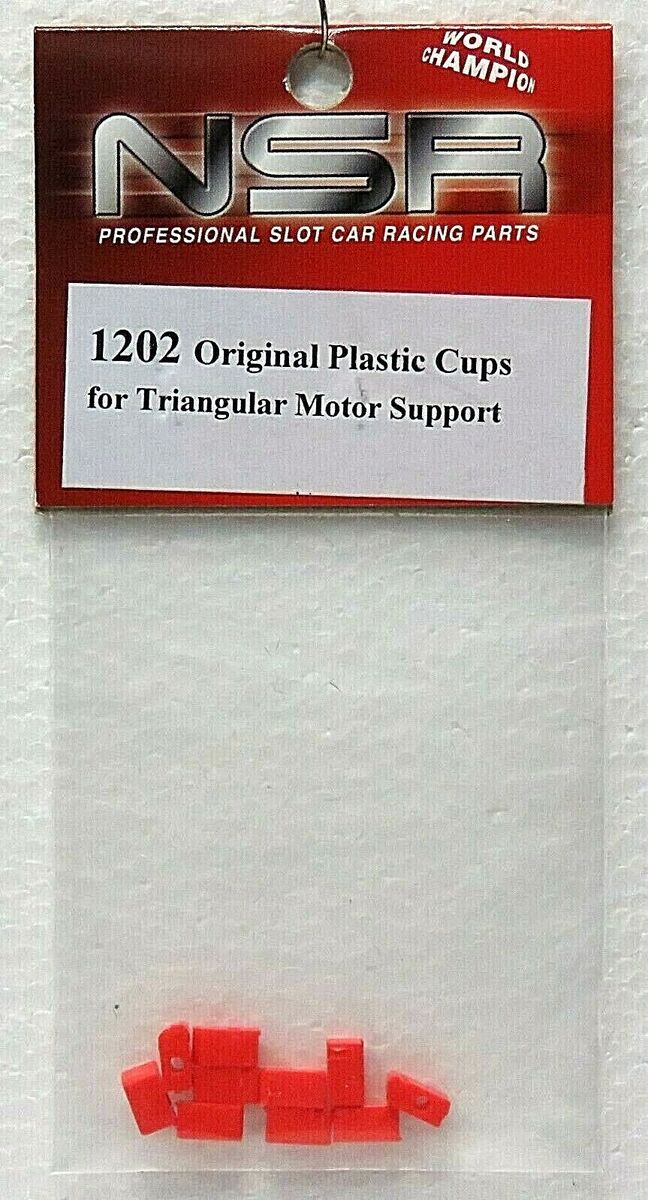 WORLD
CHAMPION
NSR
PROFESSIONAL SLOT CAR RACING PARTS
1202 Original Plastic Cups
for Triangular Motor Support